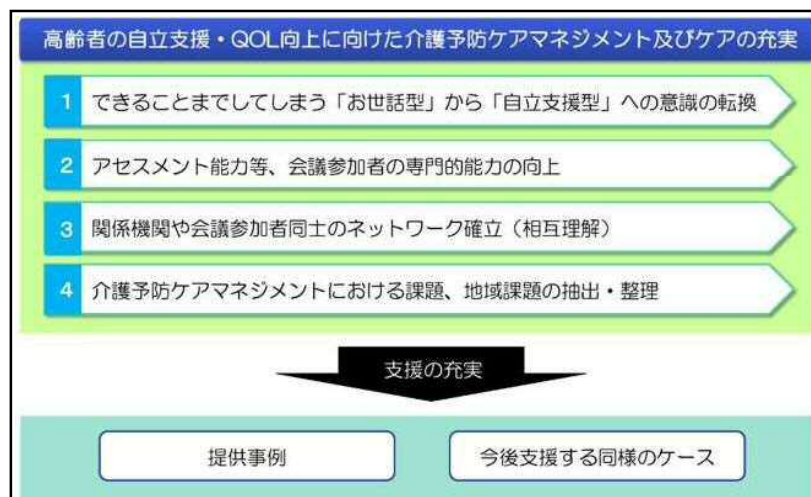 高齢者の自立支援・QOL向上に向けた介護予防ケアマネジメント及びケアの充実
1 できることまでしてしまう「お世話型」から「自立支援型」への意識の転換
2 アセスメント能力等、会議参加者の専門的能力の向上
3 関係機関や会議参加者同士のネットワーク確立（相互理解）
4 介護予防ケアマネジメントにおける課題、地域課題の抽出・整理
支援の充実
提供事例
今後支援する同様のケース